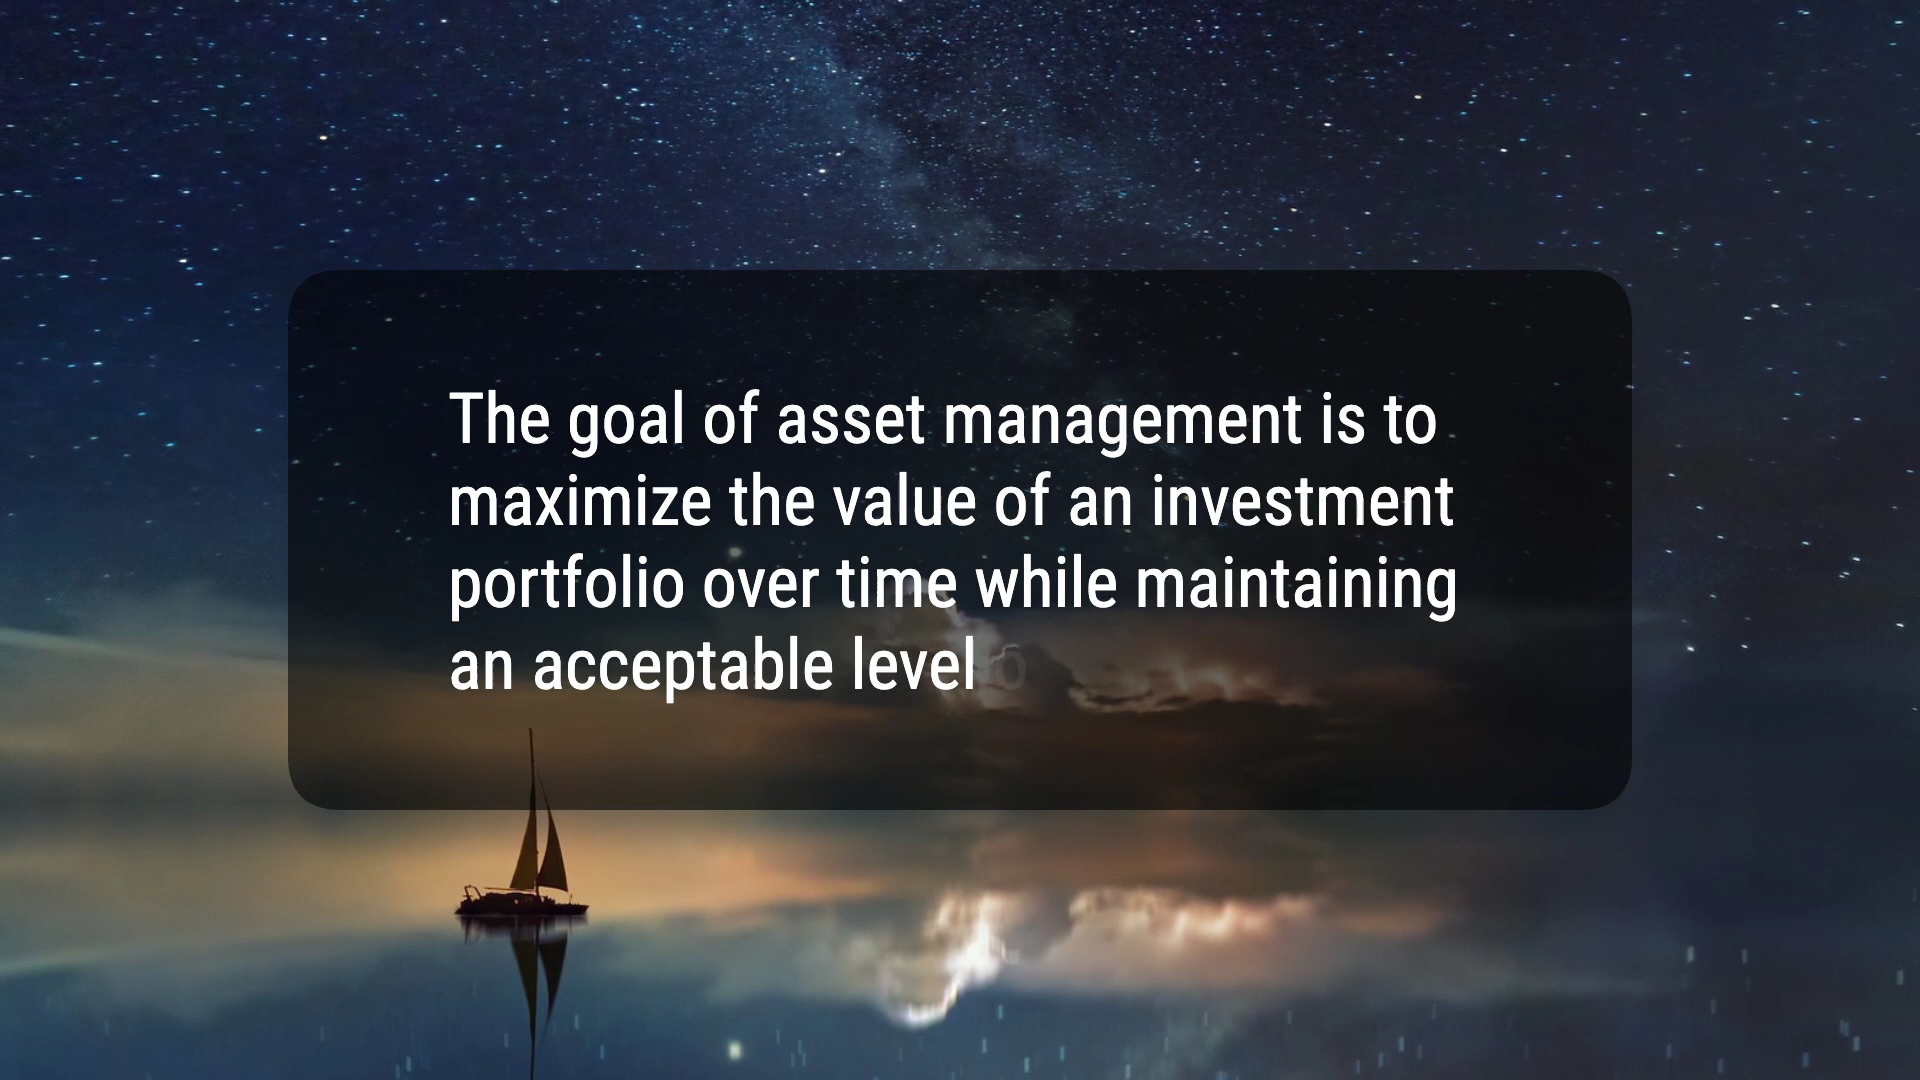 The goal of asset management is to
maximize the value of an investment
portfolio over time while maintaining
an acceptable level o